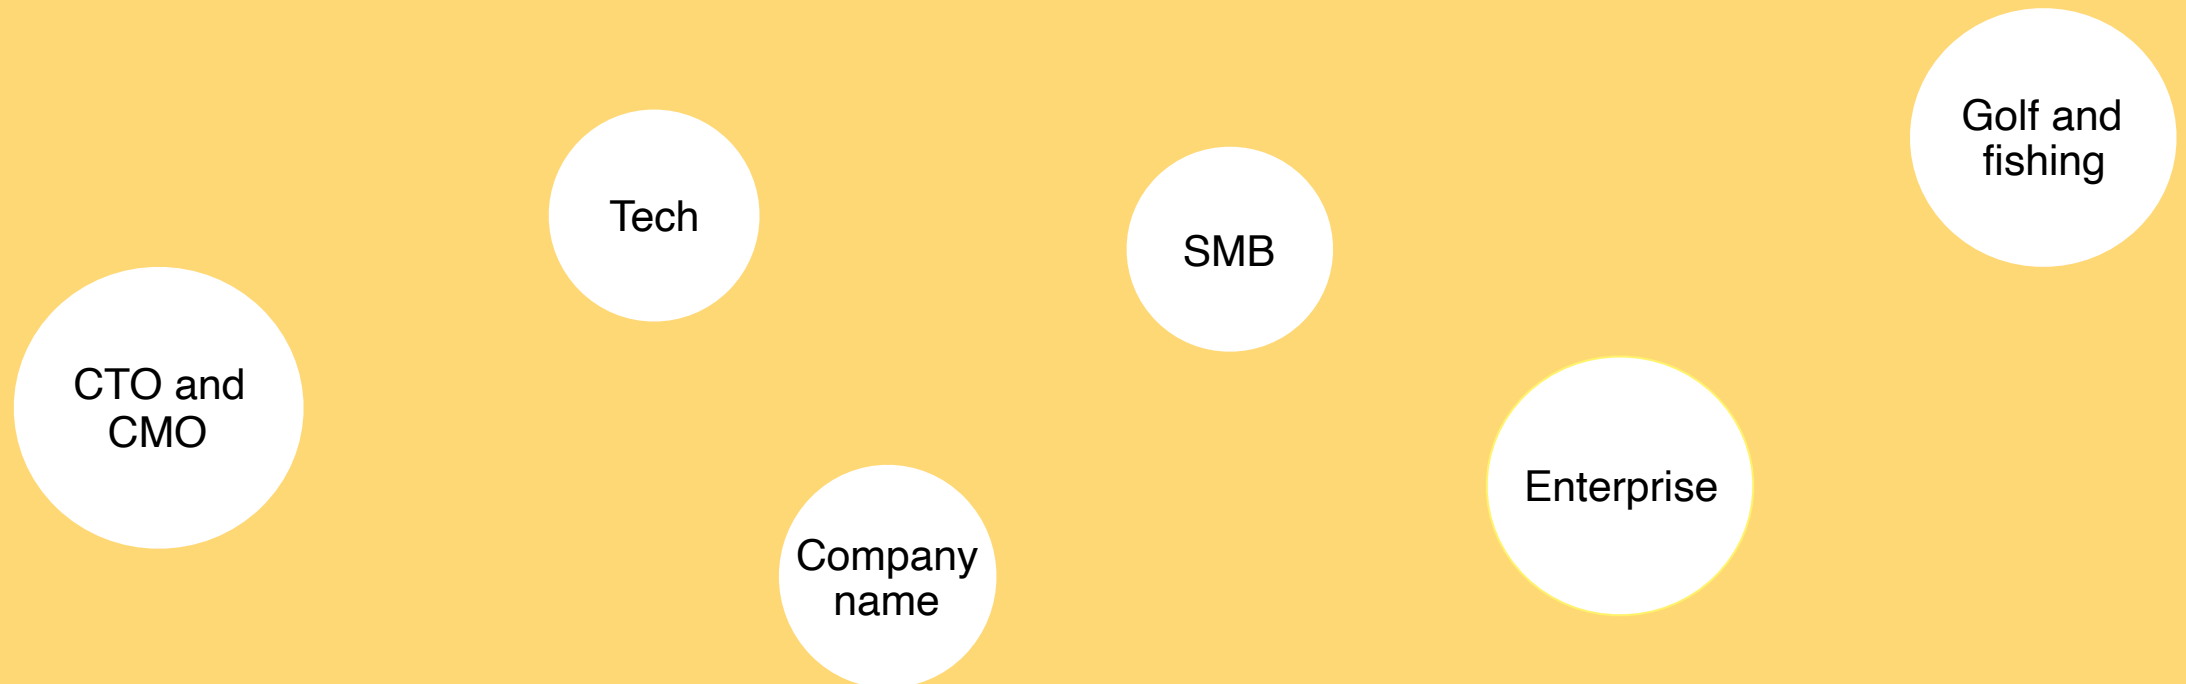 Golf and
fishing
Tech
SMB
CTO and
CMO
Enterprise
Company
name